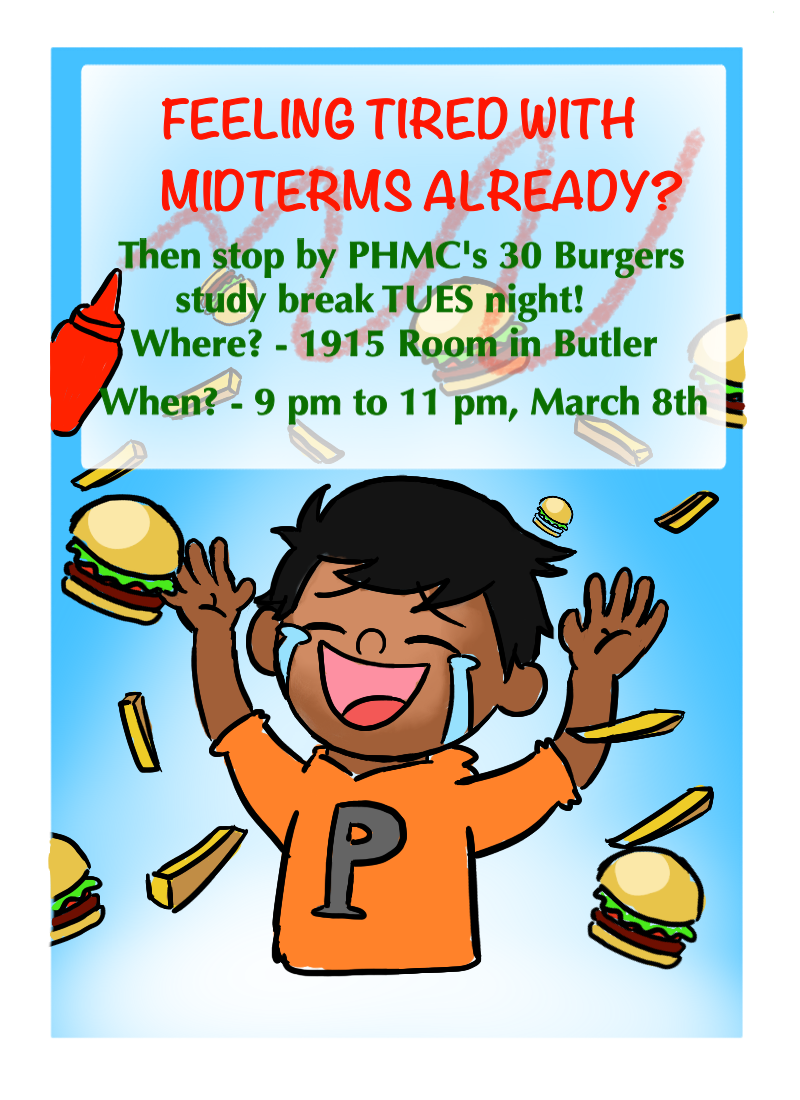 FEELING TIRED WITH
MIDTERMS ALREADY?
Then stop by PHMC's 30 Burgers
study break TUES night!
Where? - 1915 Room in Butler
When? - 9 pm to 11 pm, March 8th
P